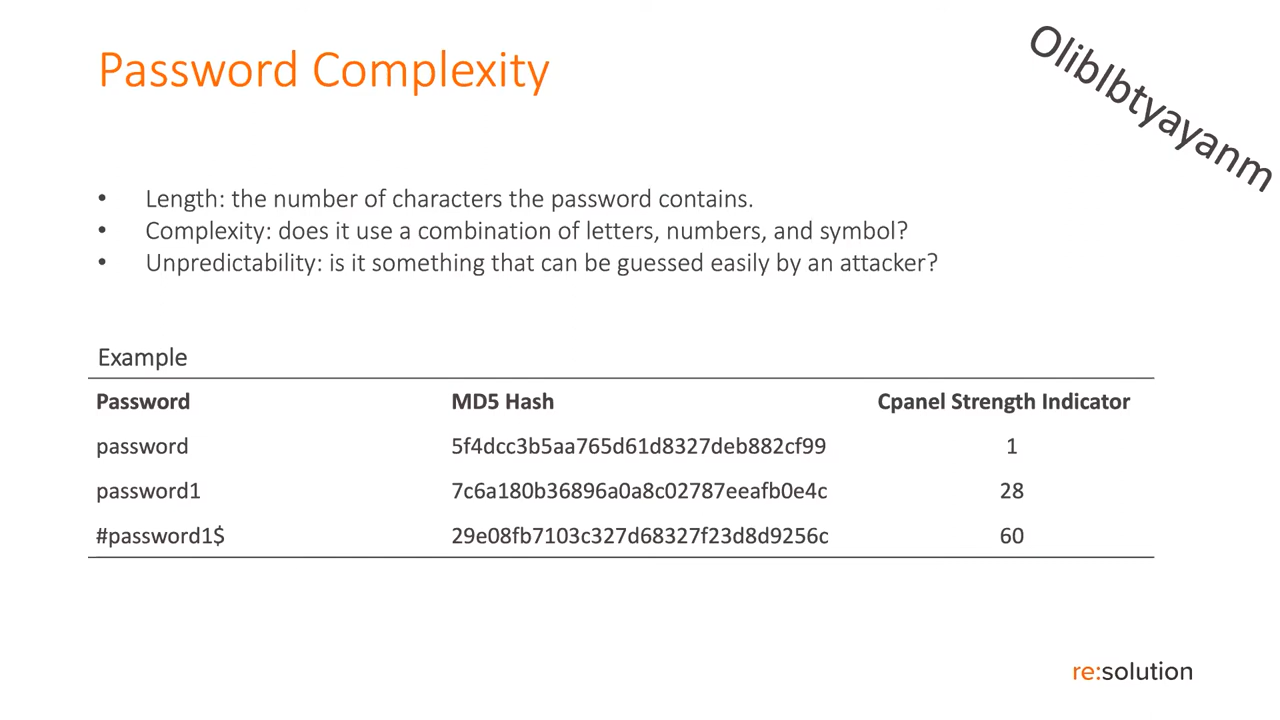 Password Complexity
Oliblbtyayanm
• Length: the number of characters the password contains.
• Complexity: does it use a combination of letters, numbers, and symbol?
• Unpredictability: is it something that can be guessed easily by an attacker?
Example
Password MD5 Hash Cpanel Strength Indicator
password 5f4dcc3b5aa765d61d8327deb882cf99 1
password1 7c6a180b36896a0a8c02787eeafb0e4c 28
#password1$ 29e08fb7103c327d68327f23d8d9256c 60
re:solution